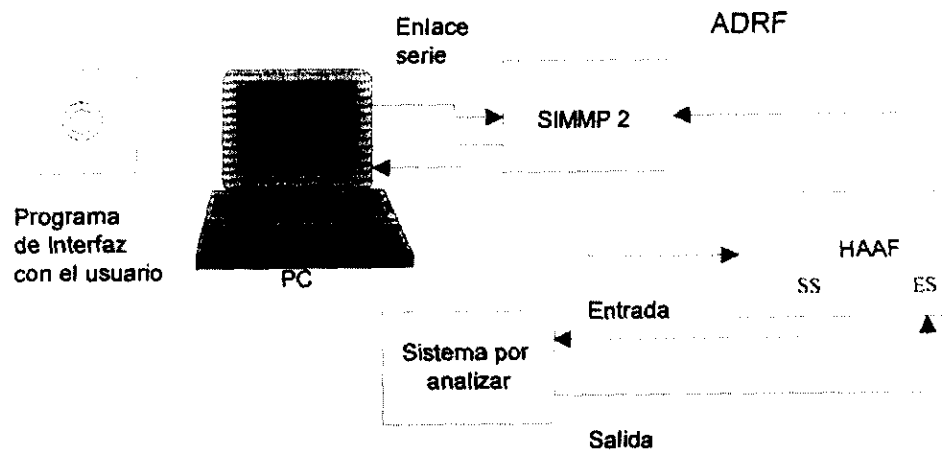 Enlace
serie
ADRF
SIMMP 2
Programa
de Interfaz
con el usuario
PC
HAAF
SS
ES
Entrada
Sistema por
analizar
Salida